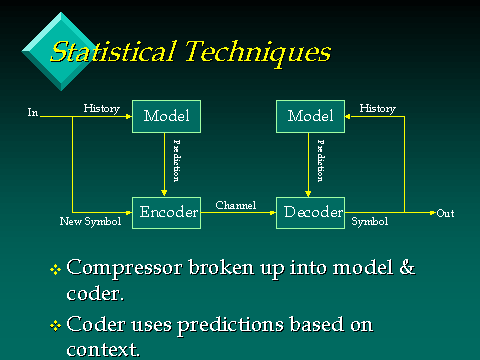 Statistical Techniques
In
History
Model
Model
History
Prediction
Prediction
New Symbol
Encoder
Channel
Decoder
Symbol
Out
Compressor broken up into model &
coder.
Coder uses predictions based on
context.